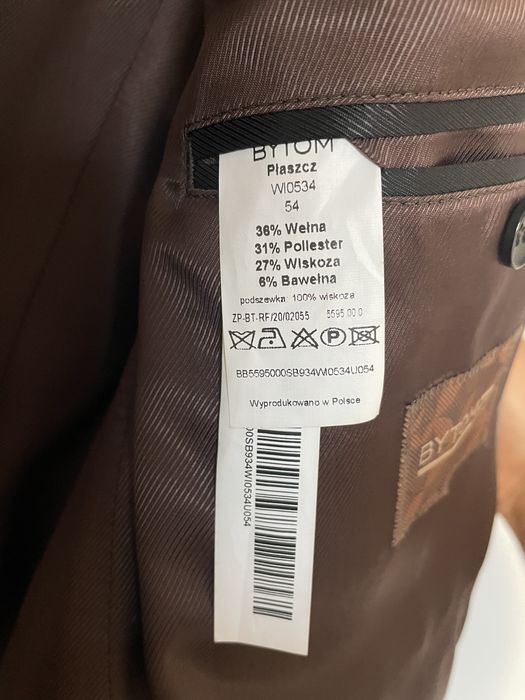 BYTOM
Płaszcz
WI0534
54
36% Wełna
31% Poliester
27% Wiskoza
6% Bawełna
podszewka: 100% wiskoza
ZP-BT-RF/20/02055 5595.00.0
P
BB5595000SB934WI0534U054
Wyprodukowano w Polsce
00SB934WI0534U054
BYTOM